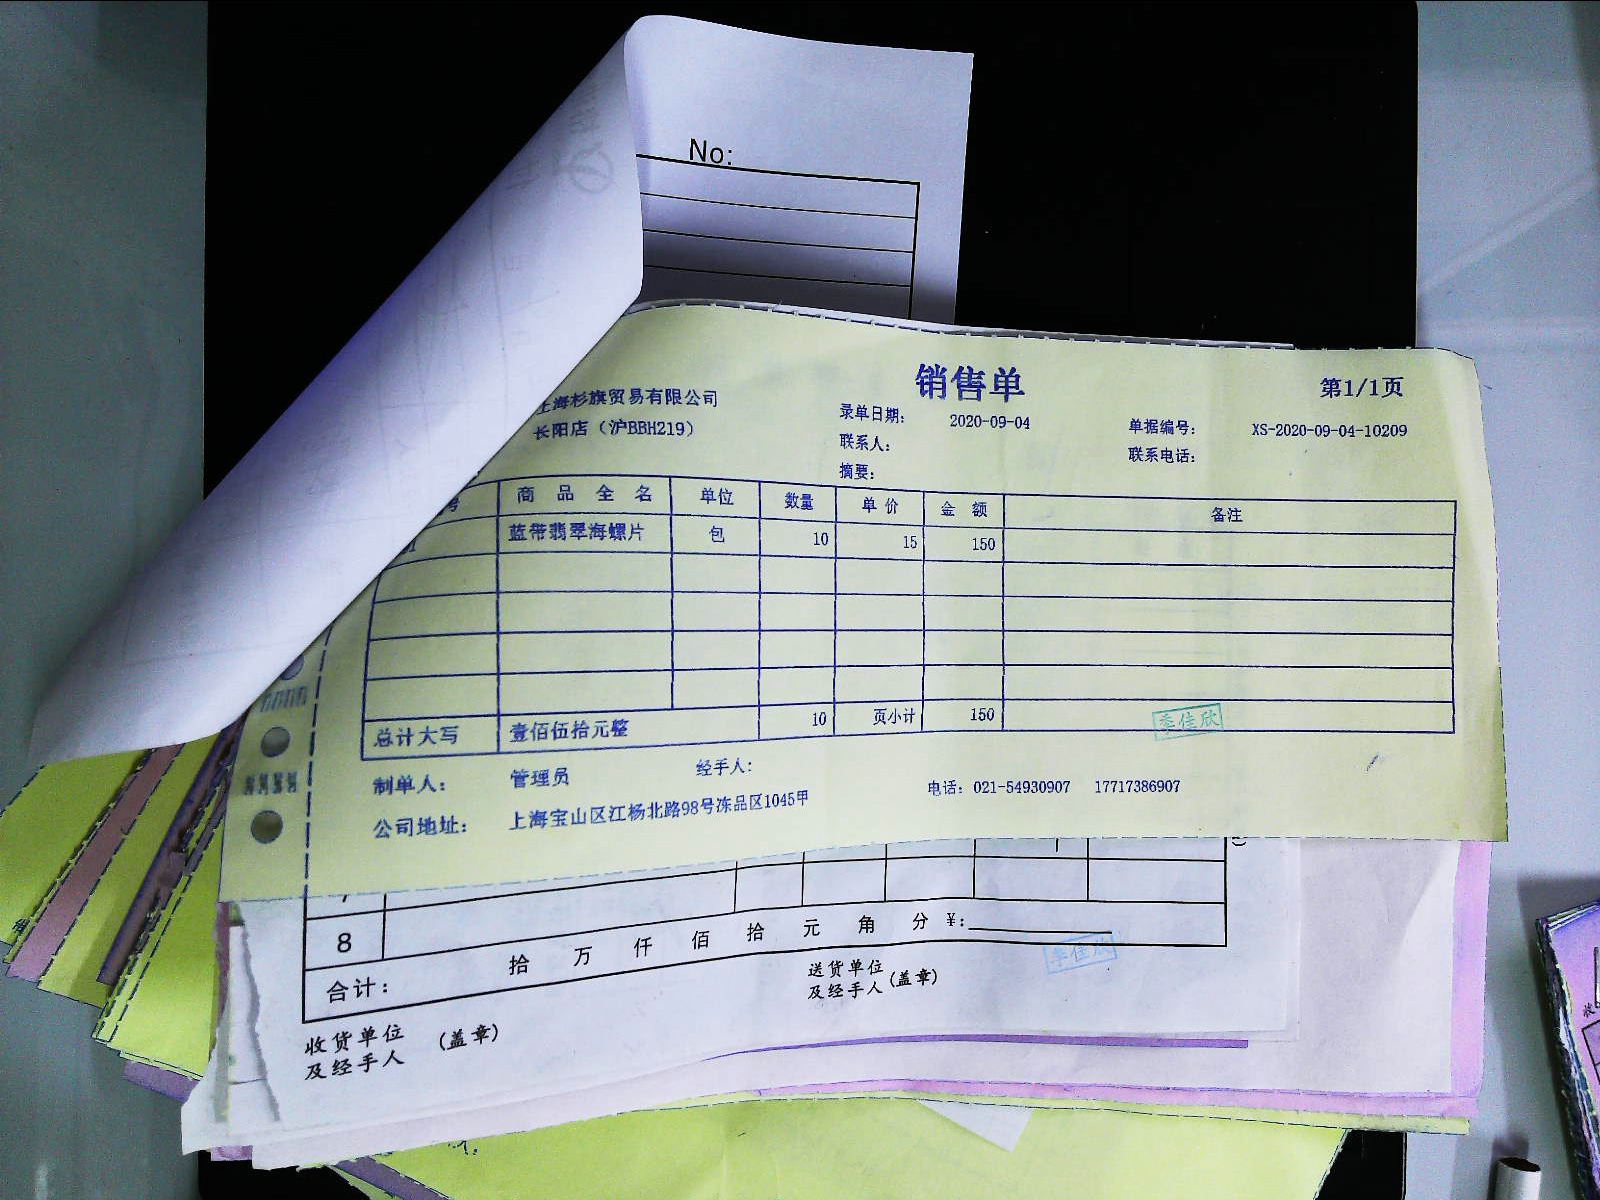 No:
销售单
第1/1页
上海杉旗贸易有限公司
录单日期: 2020-09-04
单据编号: XS-2020-09-04-10209
长阳店（沪BBH219）
联系人:
联系电话:
摘要:
号 商品全名 单位 数量 单价 金额 备注
蓝带翡翠海螺片 包 10 15 150
总计大写 壹佰伍拾元整 10 页小计 150
李佳欣
制单人: 管理员 经手人:
电话: 021-54930907 17717386907
公司地址: 上海宝山区江杨北路98号冻品区1045甲
8
合计: 拾 万 仟 佰 拾 元 角 分 ¥:
李佳欣
送货单位
及经手人 (盖章)
收货单位
及经手人 (盖章)